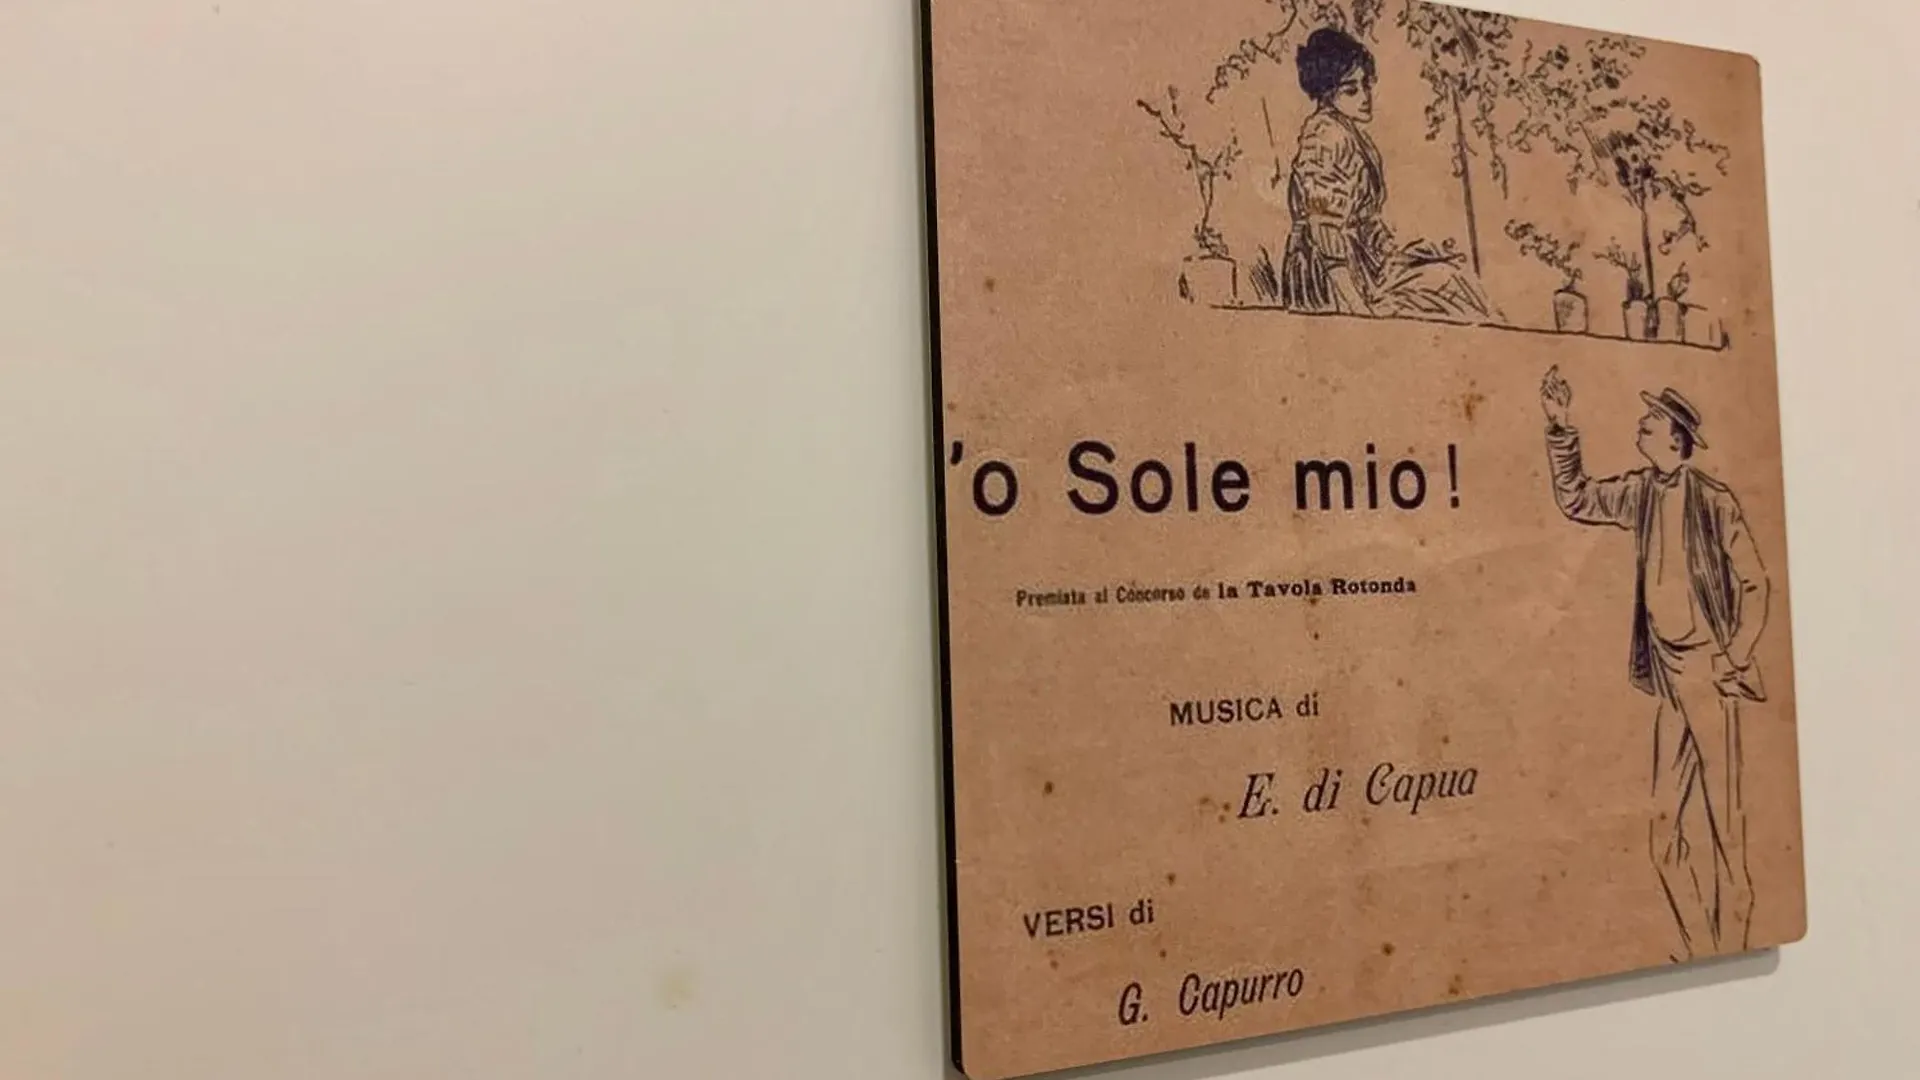 'o Sole mio!
Premiata al Concorso de la Tavola Rotonda
MUSICA di
E. di Capua
VERSI di
G. Capurro